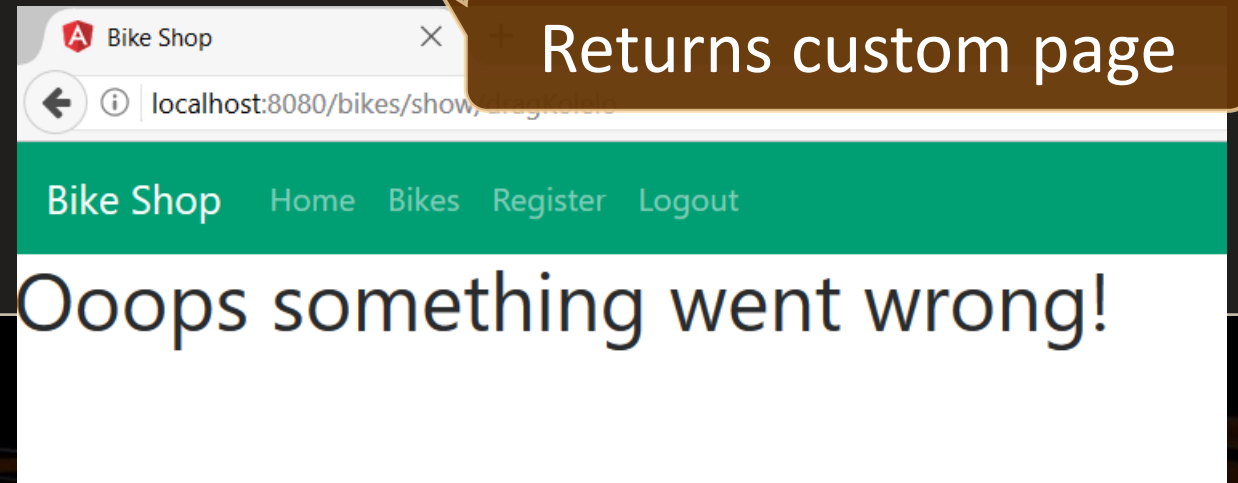 Bike Shop
Returns custom page
localhost:8080/bikes/show/dragKolelo
Bike Shop Home Bikes Register Logout
Ooops something went wrong!